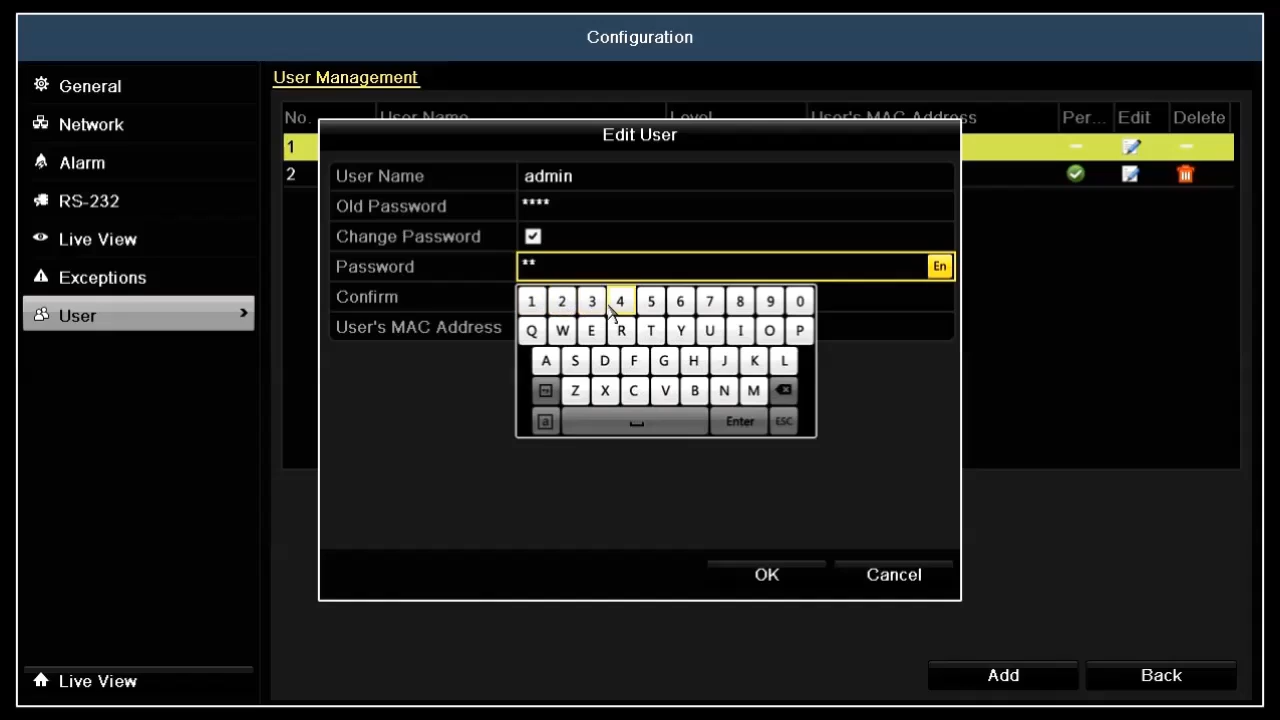 Configuration
General
Network
Alarm
RS-232
Live View
Exceptions
User
Live View
User Management
No. User Name Level User's MAC Address Per... Edit Delete
1
2
Edit User
User Name admin
Old Password ****
Change Password
Password ** En
Confirm
User's MAC Address
1 2 3 4 5 6 7 8 9 0
Q W E R T Y U I O P
A S D F G H J K L
Z X C V B N M
a Enter ESC
OK Cancel
Add Back